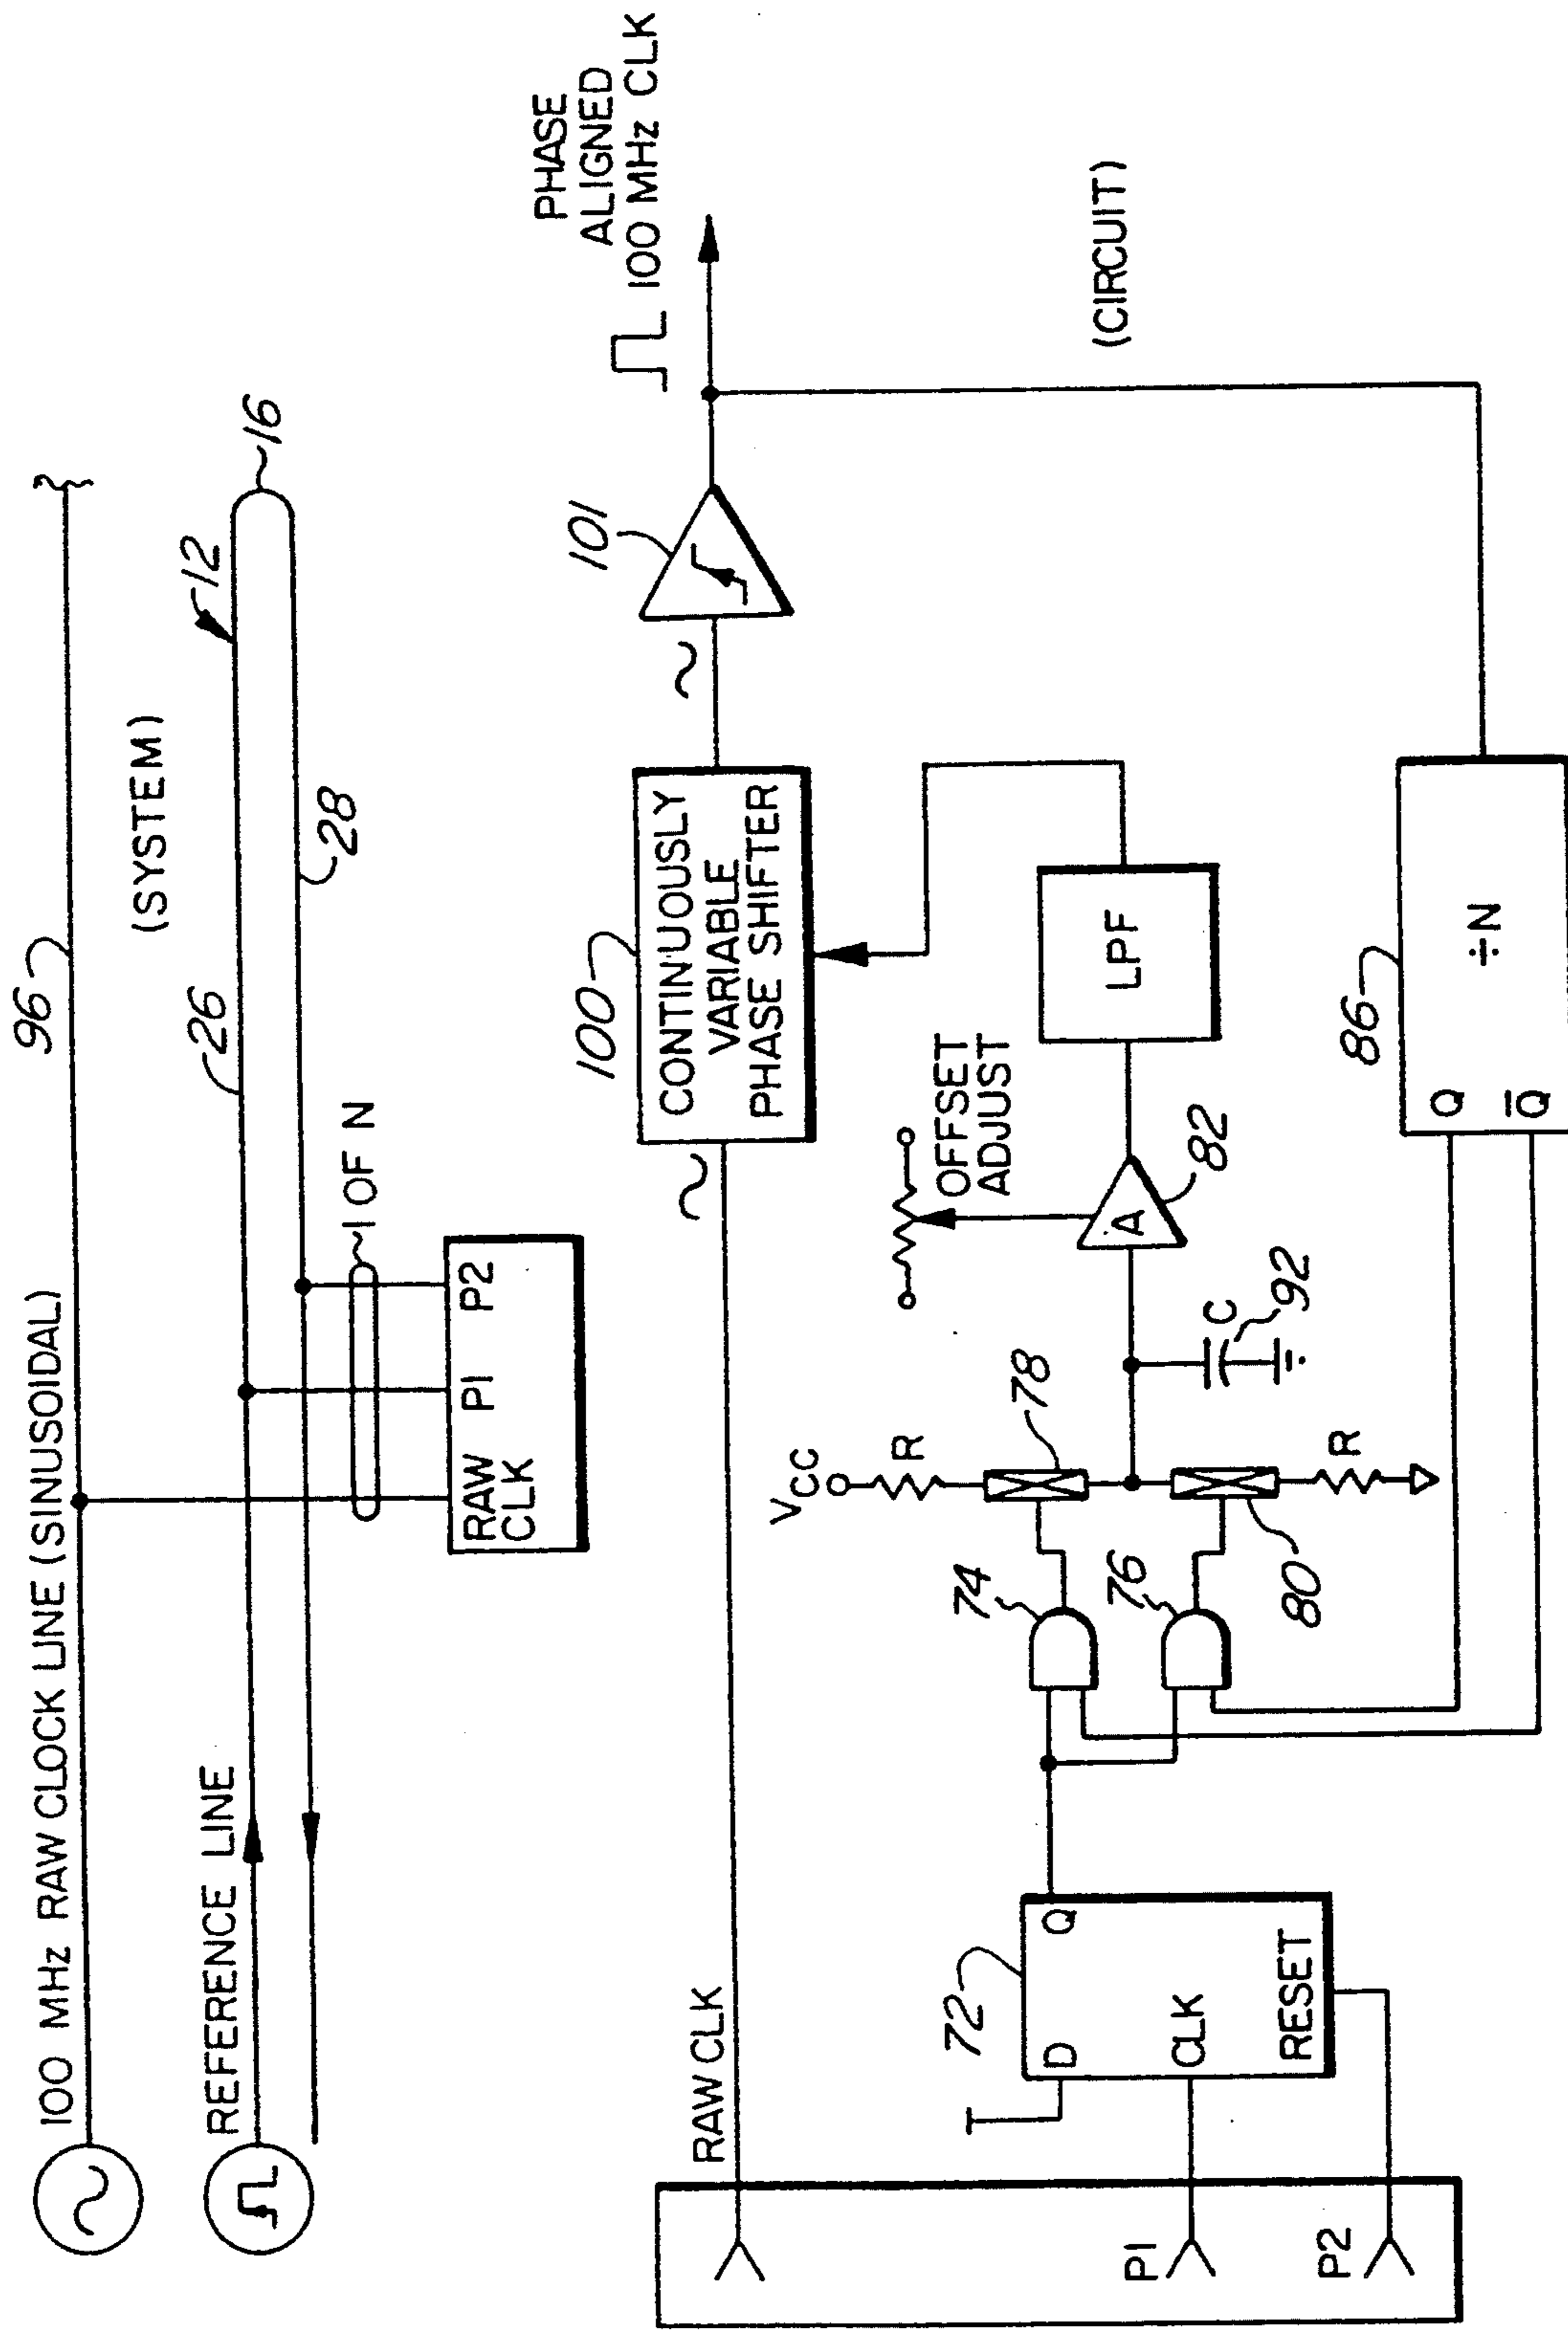 100 MHz RAW CLOCK LINE (SINUSOIDAL)
96
(SYSTEM)
REFERENCE LINE
26
12
16
28
1 OF N
RAW
CLK
P1
P2
RAW CLK
100
CONTINUOUSLY
VARIABLE
PHASE SHIFTER
101
PHASE
ALIGNED
100 MHz CLK
(CIRCUIT)
P1
P2
72
D
Q
CLK
RESET
74
76
VCC
R
78
80
R
C
92
OFFSET
ADJUST
A
82
LPF
86
Q
Q̅
÷N